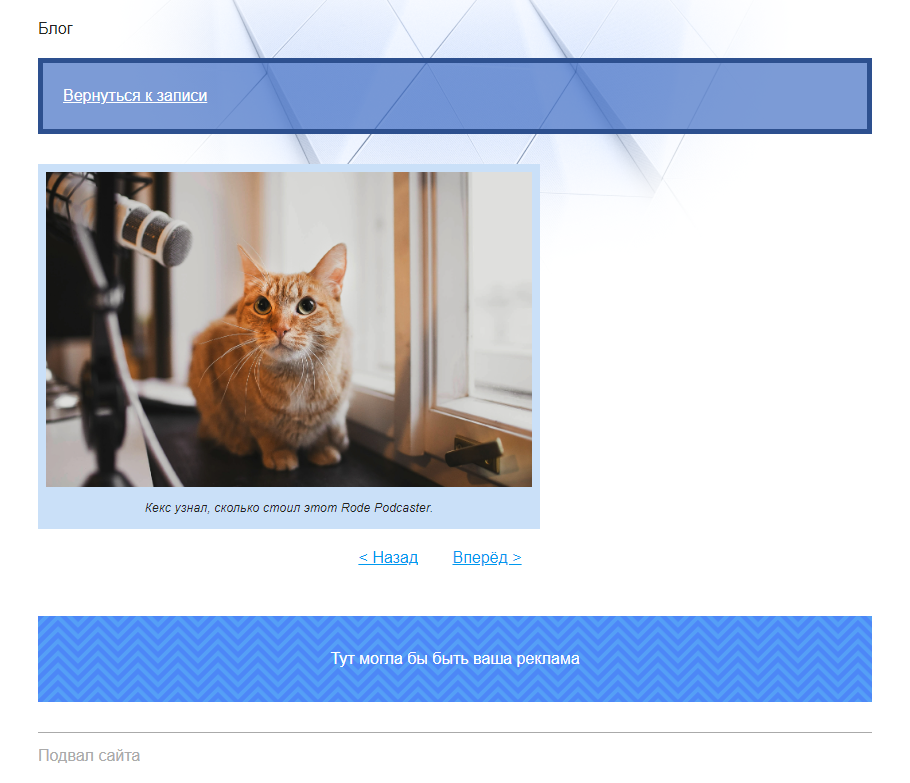 Блог
Вернуться к записи
Кекс узнал, сколько стоил этот Rode Podcaster.
< Назад Вперёд >
Тут могла бы быть ваша реклама
Подвал сайта